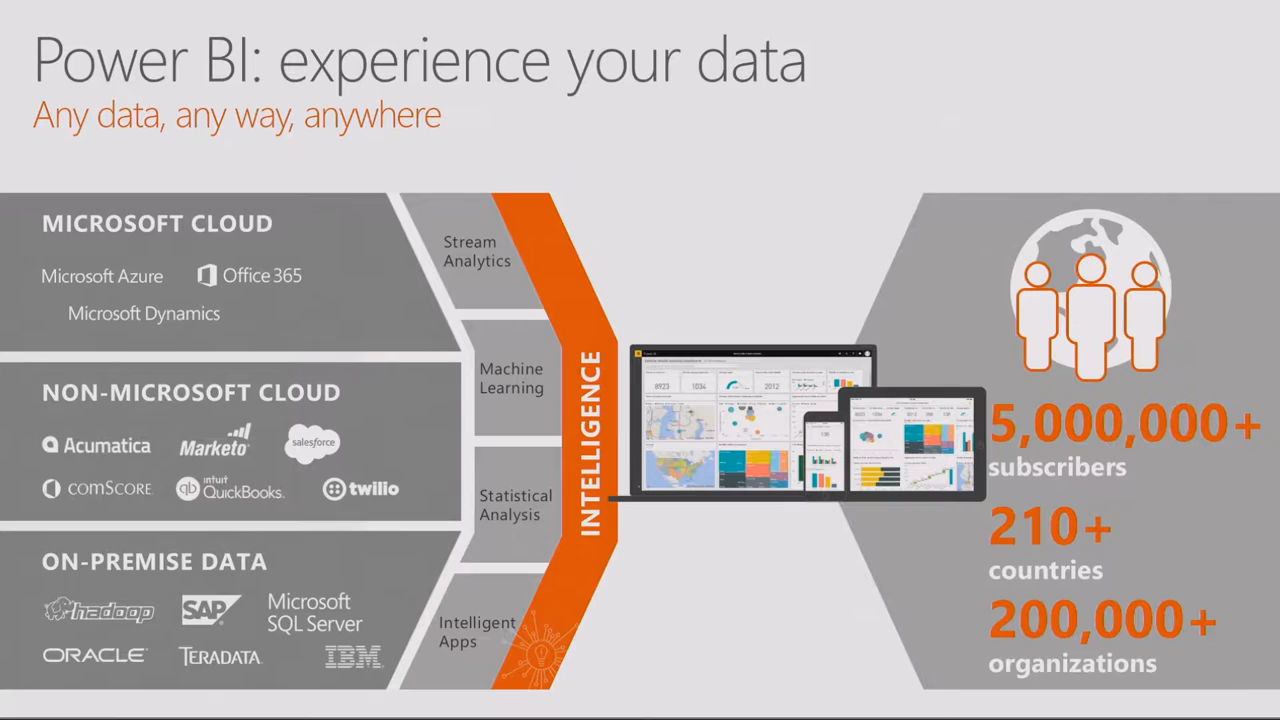 Power BI: experience your data
Any data, any way, anywhere
MICROSOFT CLOUD
Microsoft Azure
Office 365
Microsoft Dynamics
NON-MICROSOFT CLOUD
Acumatica
Marketo
salesforce
comSCORE
intuit
QuickBooks
twilio
ON-PREMISE DATA
hadoop
SAP
Microsoft
SQL Server
ORACLE
TERADATA
IBM
Stream
Analytics
Machine
Learning
Statistical
Analysis
Intelligent
Apps
INTELLIGENCE
8923
1034
2012
5,000,000+
subscribers
210+
countries
200,000+
organizations